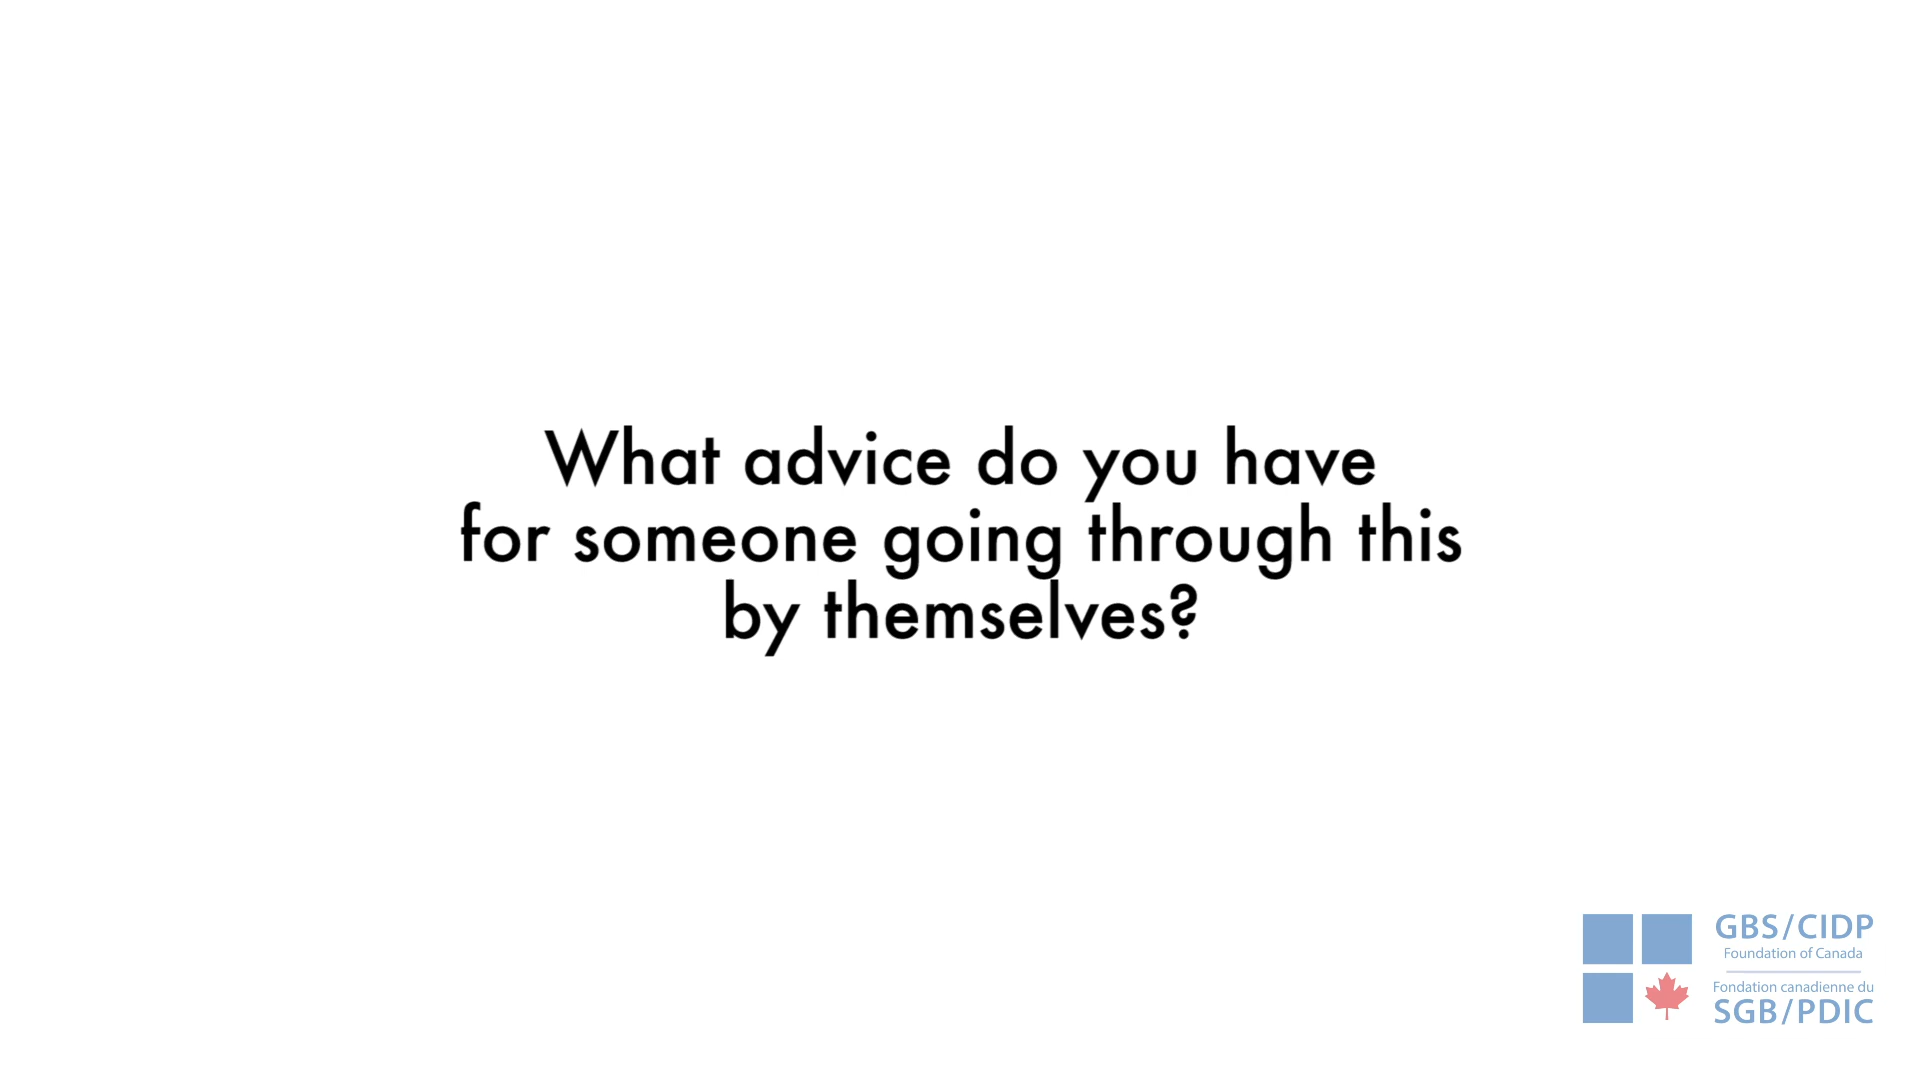 What advice do you have
for someone going through this
by themselves?
GBS/CIDP
Foundation of Canada
Fondation canadienne du
SGB/PDIC